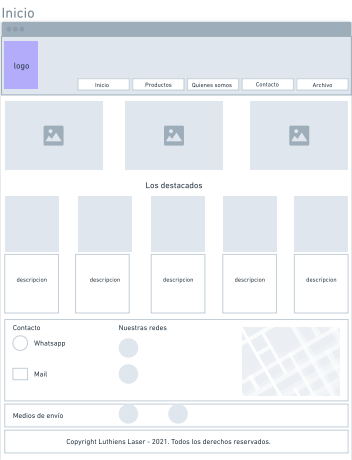 Inicio
logo
Inicio
Productos
Quienes somos
Contacto
Archivo
Los destacados
descripcion
descripcion
descripcion
descripcion
descripcion
Contacto
Nuestras redes
Whatsapp
Mail
Medios de envío
Copyright Luthiens Laser - 2021. Todos los derechos reservados.